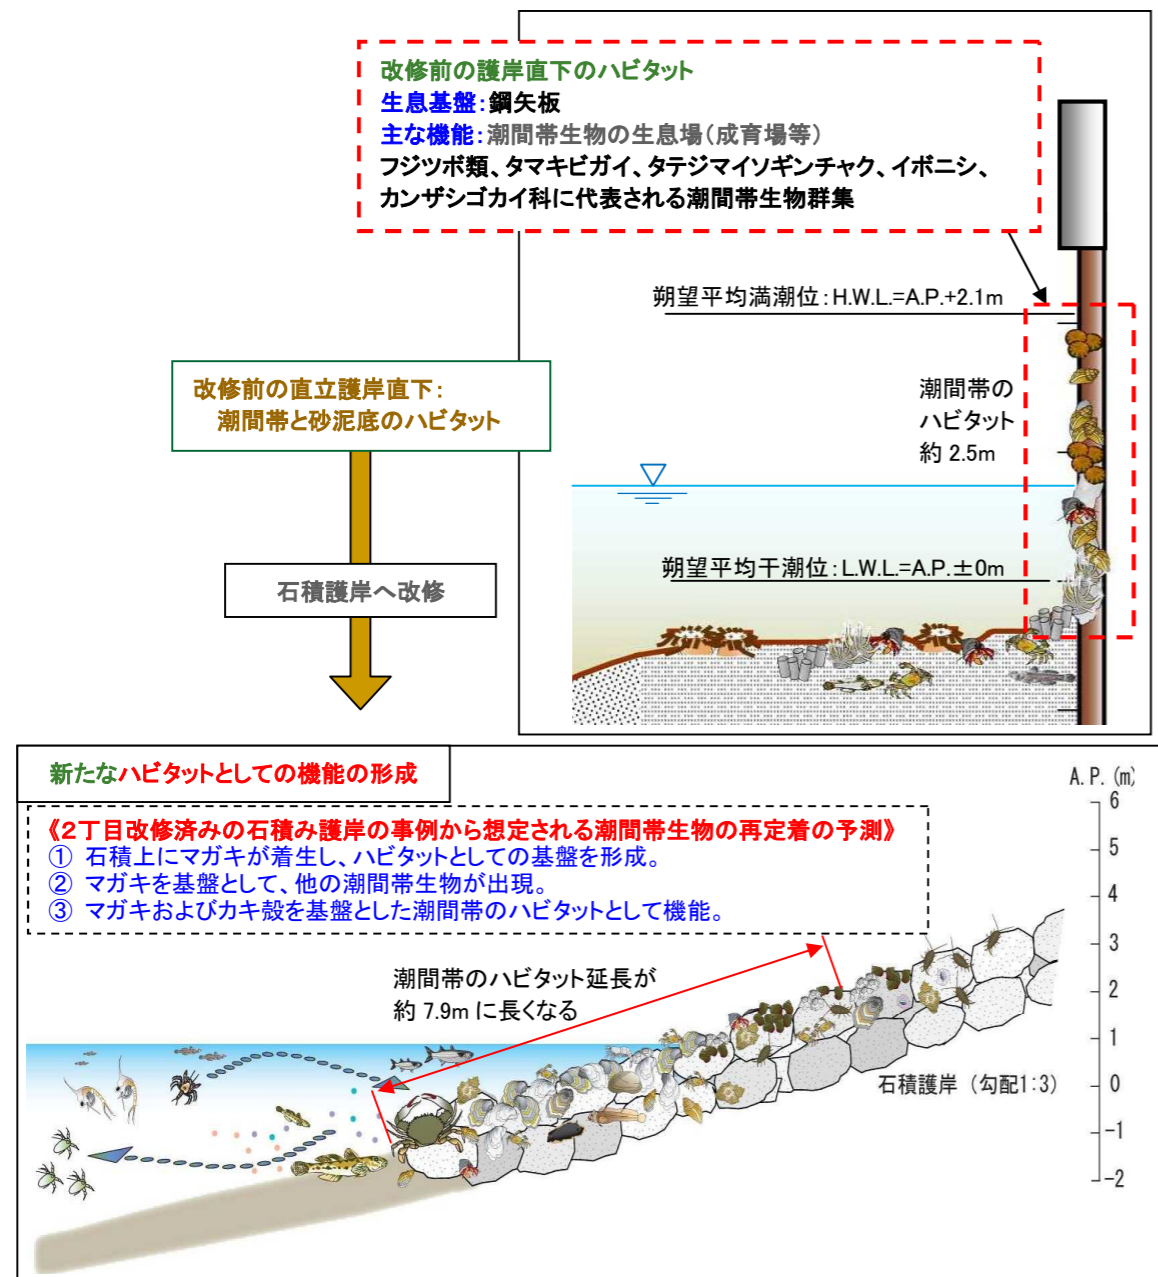 改修前の護岸直下のハビタット
生息基盤：鋼矢板
主な機能：潮間帯生物の生息場（成育場等）
フジツボ類、タマキビガイ、タテジマイソギンチャク、イボニシ、
カンザシゴカイ科に代表される潮間帯生物群集
朔望平均満潮位：H.W.L.=A.P.+2.1m
改修前の直立護岸直下：
潮間帯と砂泥底のハビタット
潮間帯の
ハビタット
約 2.5m
朔望平均干潮位：L.W.L.=A.P.±0m
石積護岸へ改修
新たなハビタットとしての機能の形成
《２丁目改修済みの石積み護岸の事例から想定される潮間帯生物の再定着の予測》
① 石積上にマガキが着生し、ハビタットとしての基盤を形成。
② マガキを基盤として、他の潮間帯生物が出現。
③ マガキおよびカキ殻を基盤とした潮間帯のハビタットとして機能。
潮間帯のハビタット延長が
約 7.9m に長くなる
A.P.(m)
6
5
4
3
2
1
0
-1
-2
石積護岸（勾配1:3）